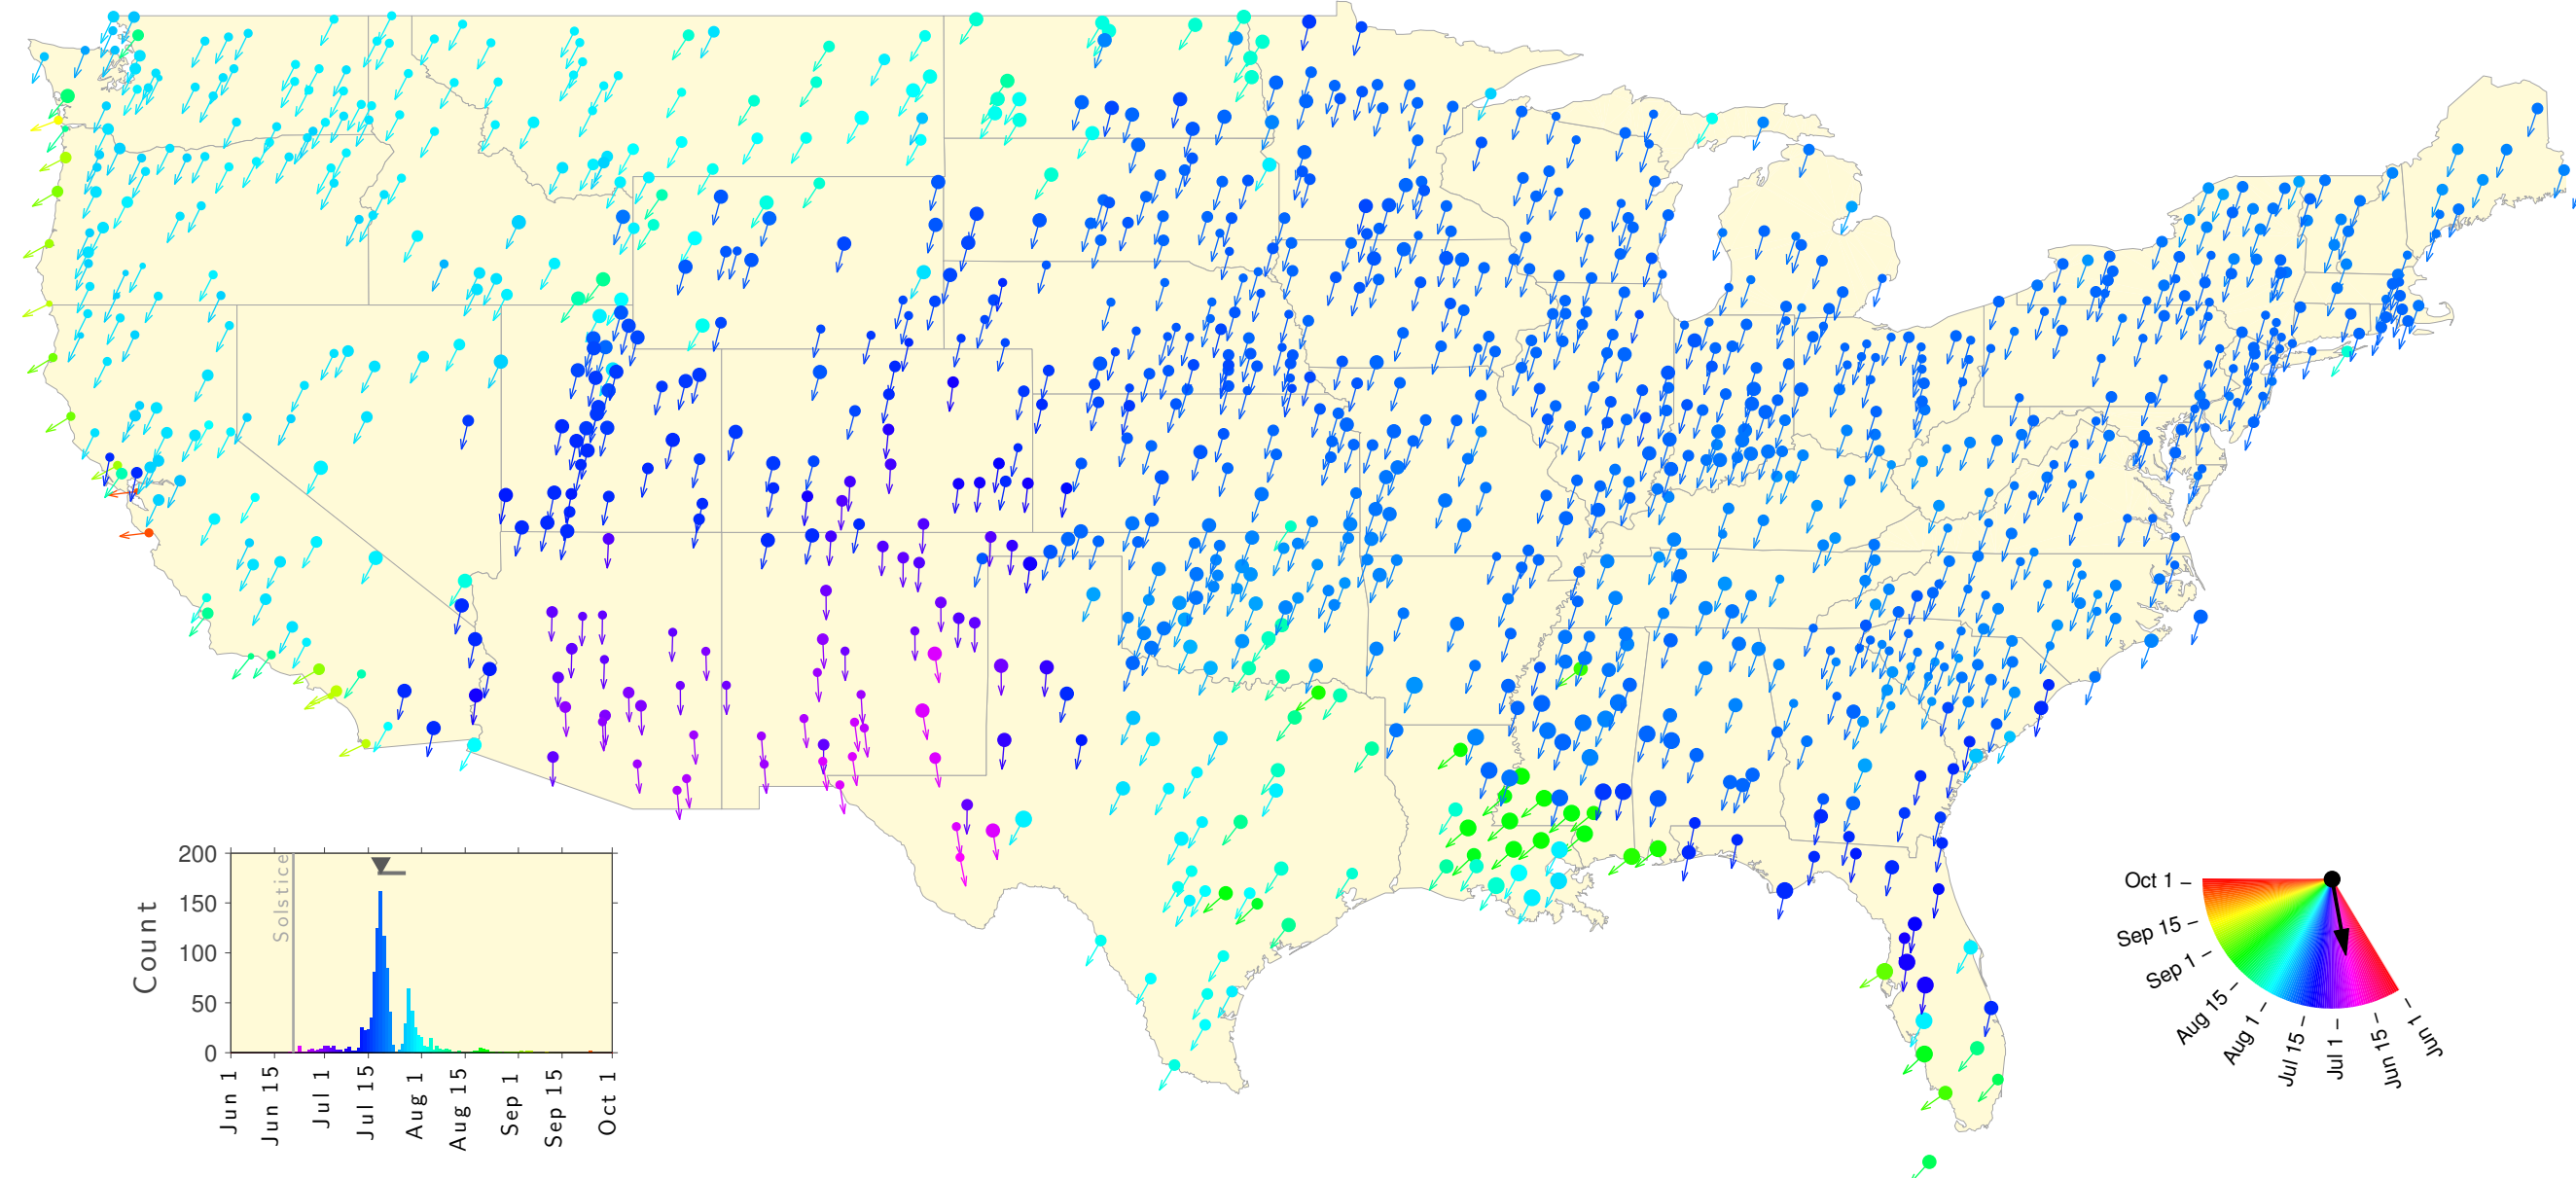 200
150
100
50
0
Count
Solstice
Jun 1
Jun 15
Jul 1
Jul 15
Aug 1
Aug 15
Sep 1
Sep 15
Oct 1
Oct 1
Sep 15
Sep 1
Aug 15
Aug 1
Jul 15
Jul 1
Jun 15
Jun 1